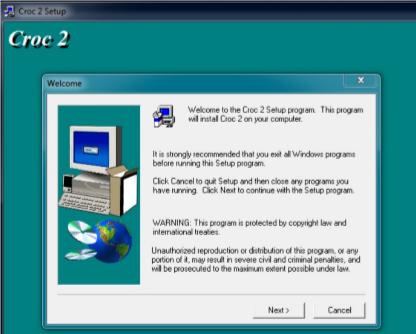 Croc 2 Setup
Croc 2
Welcome
x
Welcome to the Croc 2 Setup program. This program
will install Croc 2 on your computer.
It is strongly recommended that you exit all Windows programs
before running this Setup program.
Click Cancel to quit Setup and then close any programs you
have running. Click Next to continue with the Setup program.
WARNING: This program is protected by copyright law and
international treaties.
Unauthorized reproduction or distribution of this program, or any
portion of it, may result in severe civil and criminal penalties, and
will be prosecuted to the maximum extent possible under law.
Next > Cancel